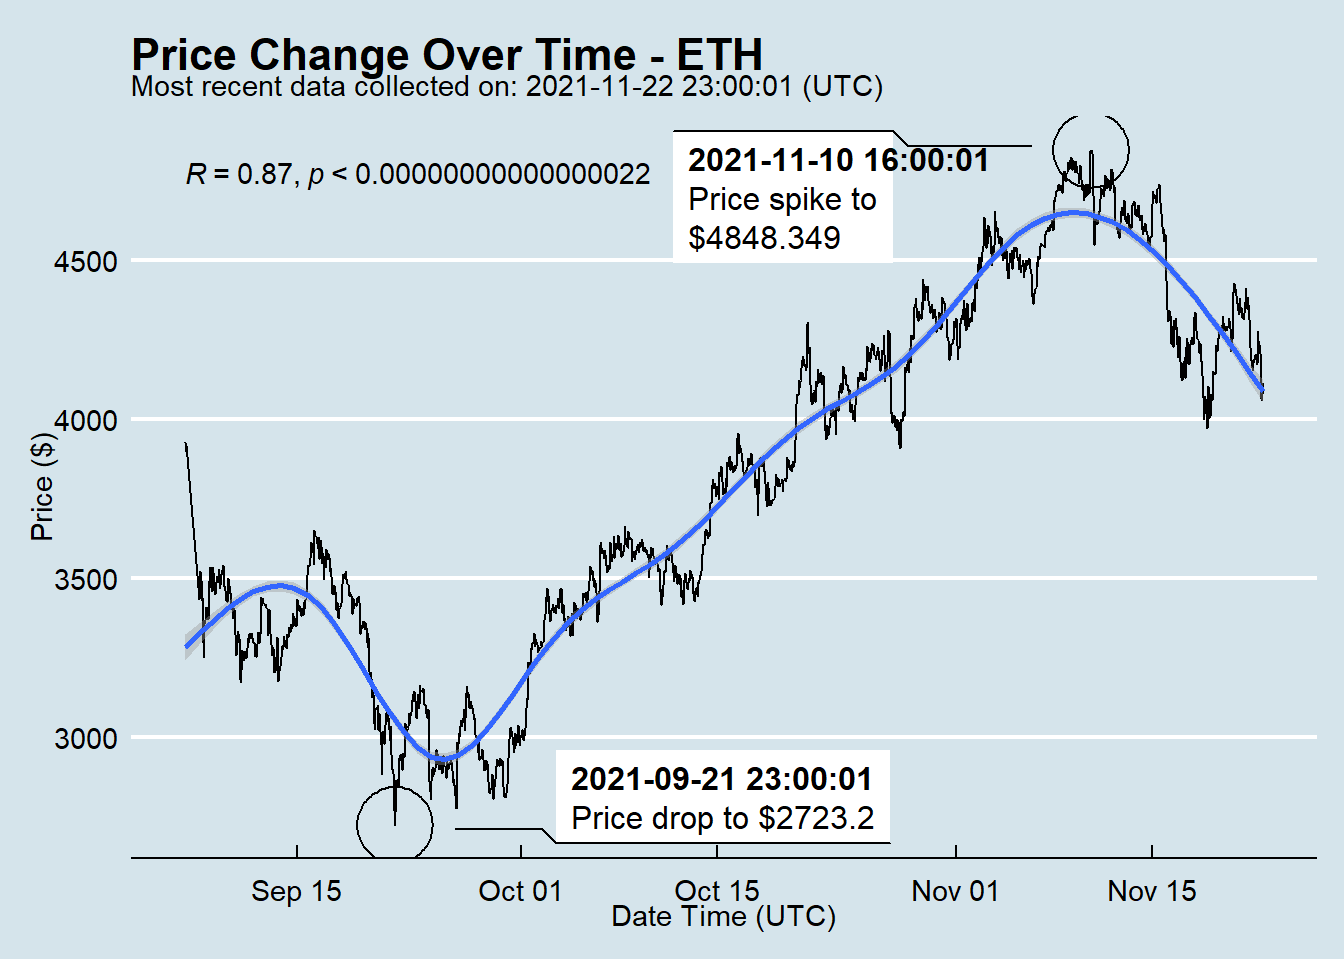 Price Change Over Time - ETH
Most recent data collected on: 2021-11-22 23:00:01 (UTC)
R = 0.87, p < 0.00000000000000022
2021-11-10 16:00:01
Price spike to
$4848.349
4500
4000
3500
3000
Price ($)
2021-09-21 23:00:01
Price drop to $2723.2
Sep 15
Oct 01
Oct 15
Nov 01
Nov 15
Date Time (UTC)